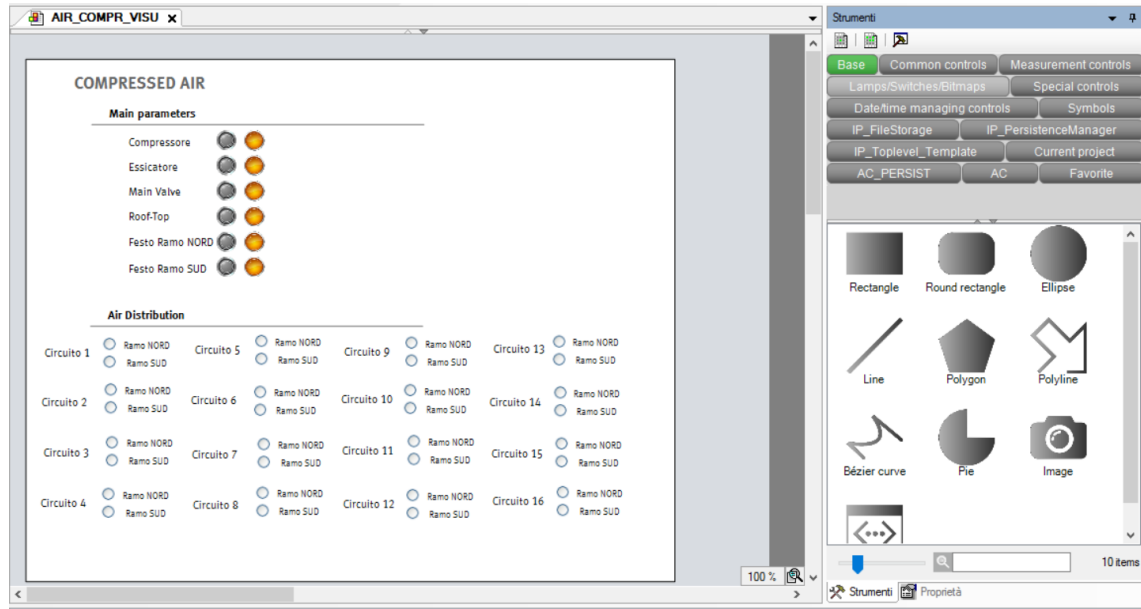 AIR_COMPR_VISU
COMPRESSED AIR
Main parameters
Compressore
Essicatore
Main Valve
Roof-Top
Festo Ramo NORD
Festo Ramo SUD
Air Distribution
Circuito 1 Ramo NORD Ramo SUD
Circuito 5 Ramo NORD Ramo SUD
Circuito 9 Ramo NORD Ramo SUD
Circuito 13 Ramo NORD Ramo SUD
Circuito 2 Ramo NORD Ramo SUD
Circuito 6 Ramo NORD Ramo SUD
Circuito 10 Ramo NORD Ramo SUD
Circuito 14 Ramo NORD Ramo SUD
Circuito 3 Ramo NORD Ramo SUD
Circuito 7 Ramo NORD Ramo SUD
Circuito 11 Ramo NORD Ramo SUD
Circuito 15 Ramo NORD Ramo SUD
Circuito 4 Ramo NORD Ramo SUD
Circuito 8 Ramo NORD Ramo SUD
Circuito 12 Ramo NORD Ramo SUD
Circuito 16 Ramo NORD Ramo SUD
100 %
Strumenti
Base Common controls Measurement controls
Lamps/Switches/Bitmaps Special controls
Date/time managing controls Symbols
IP_FileStorage IP_PersistenceManager
IP_Toplevel_Template Current project
AC_PERSIST AC Favorite
Rectangle Round rectangle Ellipse
Line Polygon Polyline
Bézier curve Pie Image
10 items
Strumenti Proprietà